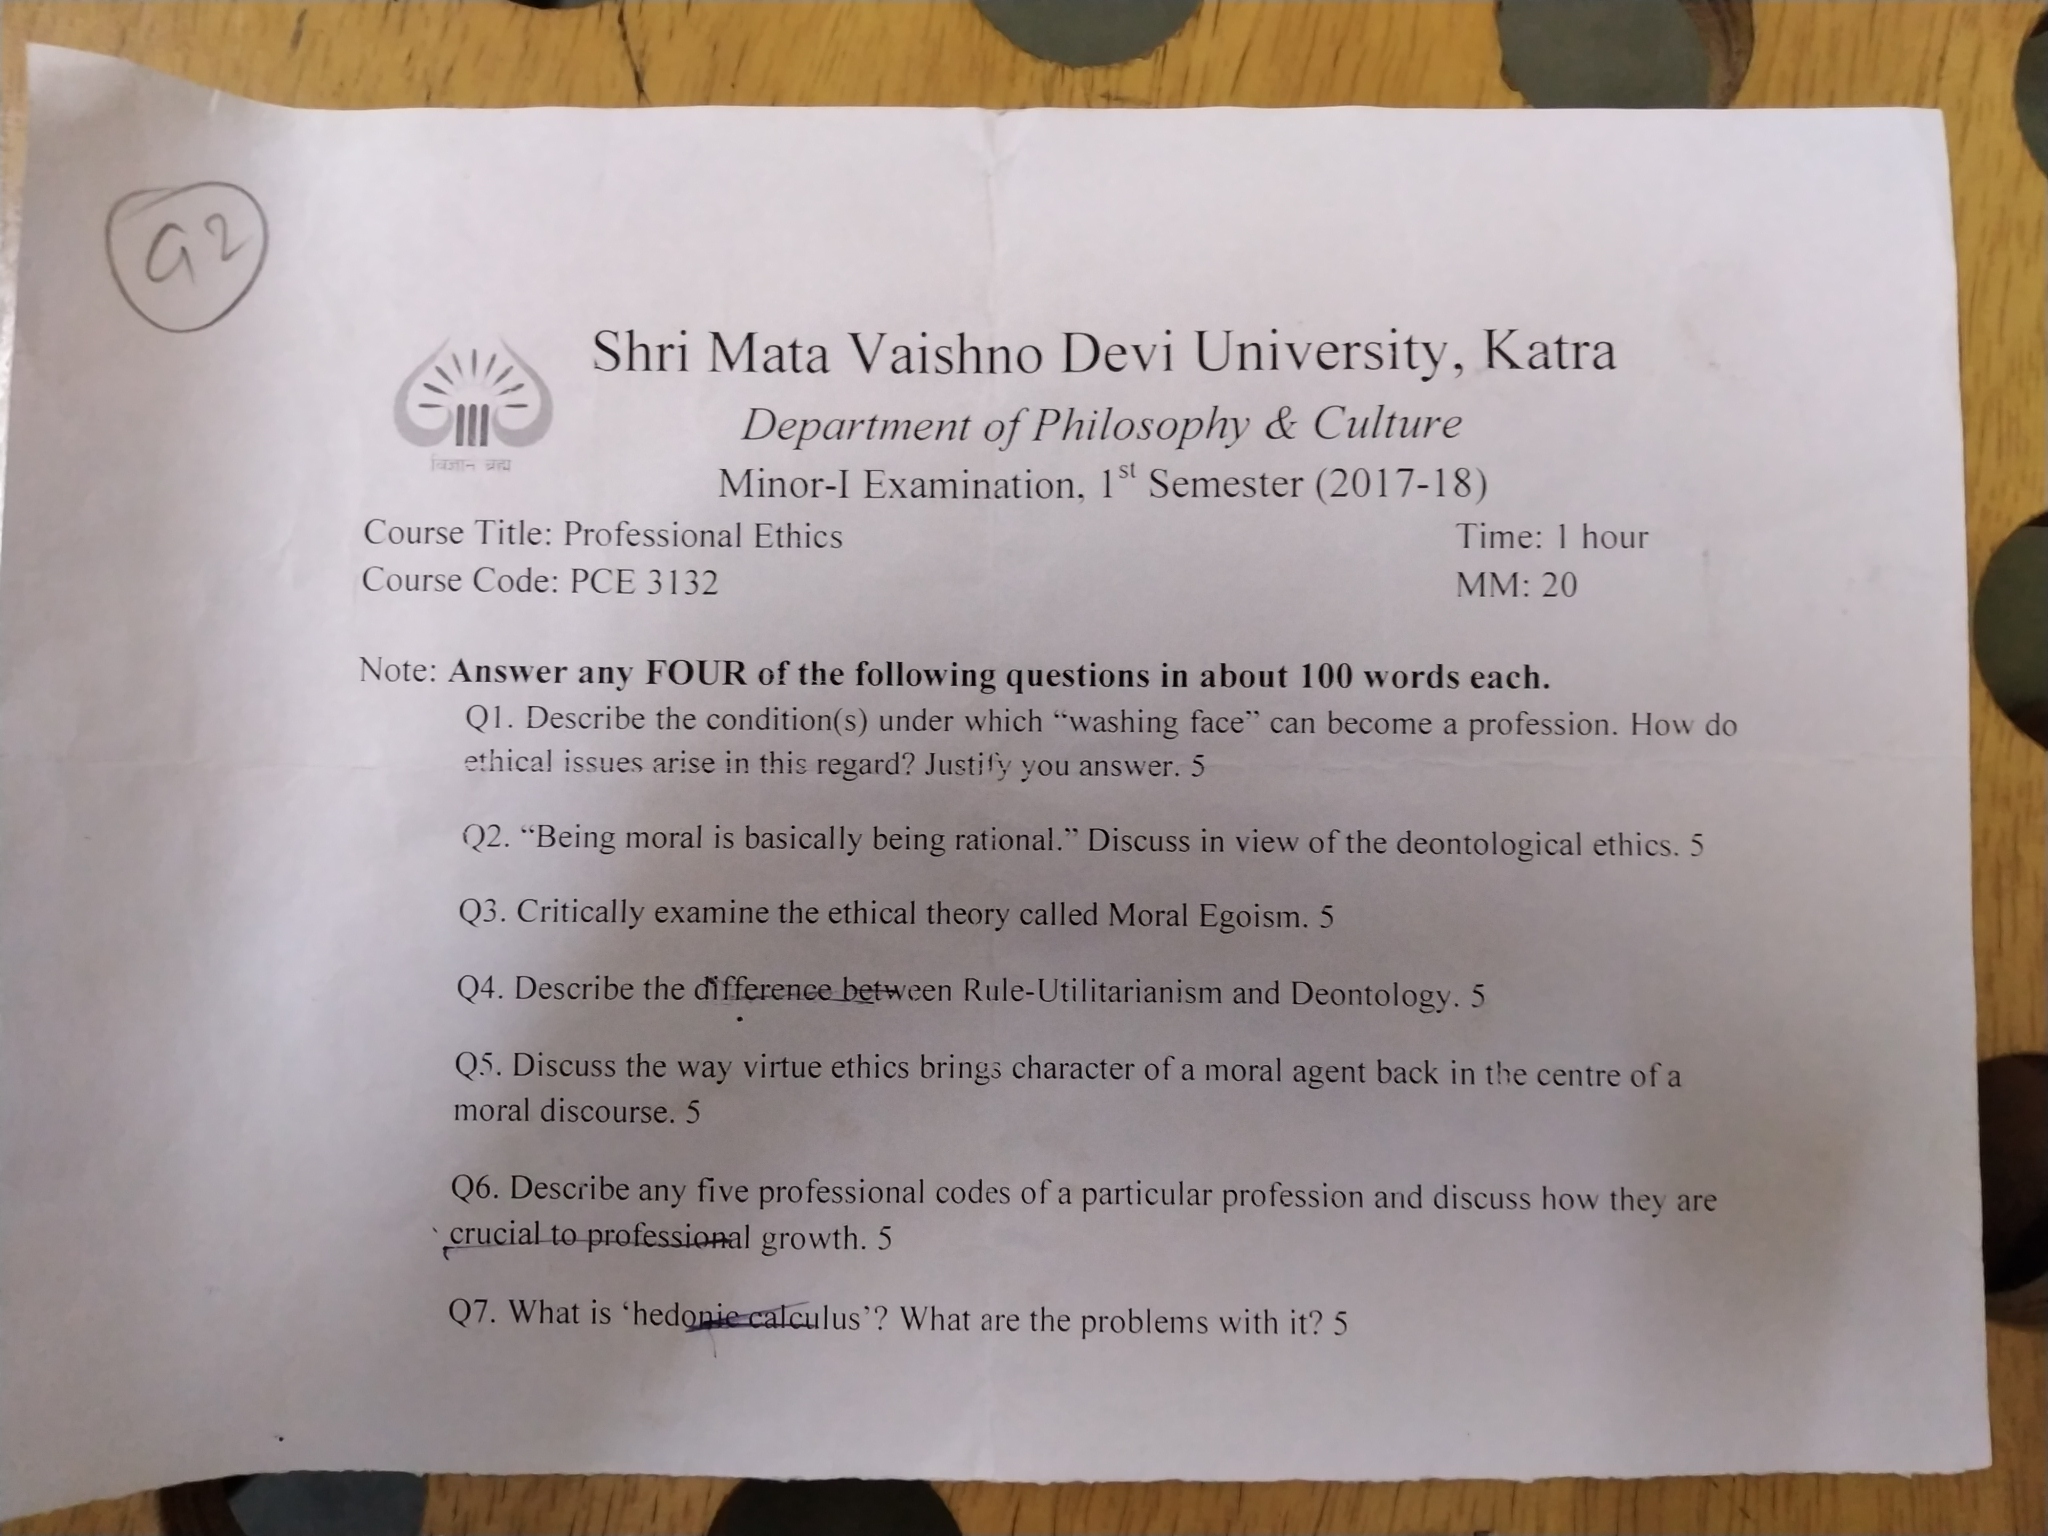 G2
Shri Mata Vaishno Devi University, Katra
Department of Philosophy & Culture
विज्ञान ब्रह्म
Minor-I Examination, 1st Semester (2017-18)
Course Title: Professional Ethics Time: 1 hour
Course Code: PCE 3132 MM: 20
Note: Answer any FOUR of the following questions in about 100 words each.
Q1. Describe the condition(s) under which “washing face” can become a profession. How do
ethical issues arise in this regard? Justify you answer. 5
Q2. “Being moral is basically being rational.” Discuss in view of the deontological ethics. 5
Q3. Critically examine the ethical theory called Moral Egoism. 5
Q4. Describe the difference between Rule-Utilitarianism and Deontology. 5
Q5. Discuss the way virtue ethics brings character of a moral agent back in the centre of a
moral discourse. 5
Q6. Describe any five professional codes of a particular profession and discuss how they are
crucial to professional growth. 5
Q7. What is ‘hedonic calculus’? What are the problems with it? 5